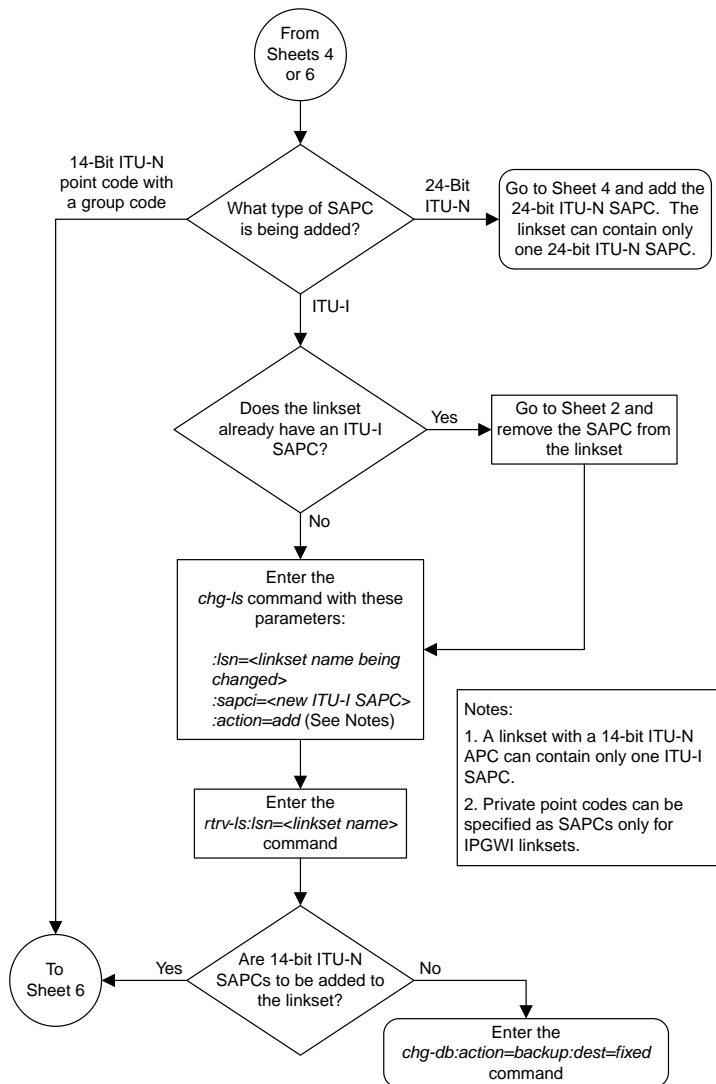 From
Sheets 4
or 6
14-Bit ITU-N
point code with
a group code
What type of SAPC
is being added?
24-Bit
ITU-N
Go to Sheet 4 and add the
24-bit ITU-N SAPC. The
linkset can contain only
one 24-bit ITU-N SAPC.
ITU-I
Does the linkset
already have an ITU-I
SAPC?
Yes
Go to Sheet 2 and
remove the SAPC from
the linkset
No
Enter the
chg-ls command with these
parameters:
:lsn=<linkset name being
changed>
:sapci=<new ITU-I SAPC>
:action=add (See Notes)
Notes:
1. A linkset with a 14-bit ITU-N
APC can contain only one ITU-I
SAPC.
2. Private point codes can be
specified as SAPCs only for
IPGWI linksets.
Enter the
rtrv-ls:lsn=<linkset name>
command
Are 14-bit ITU-N
SAPCs to be added to
the linkset?
Yes
To
Sheet 6
No
Enter the
chg-db:action=backup:dest=fixed
command